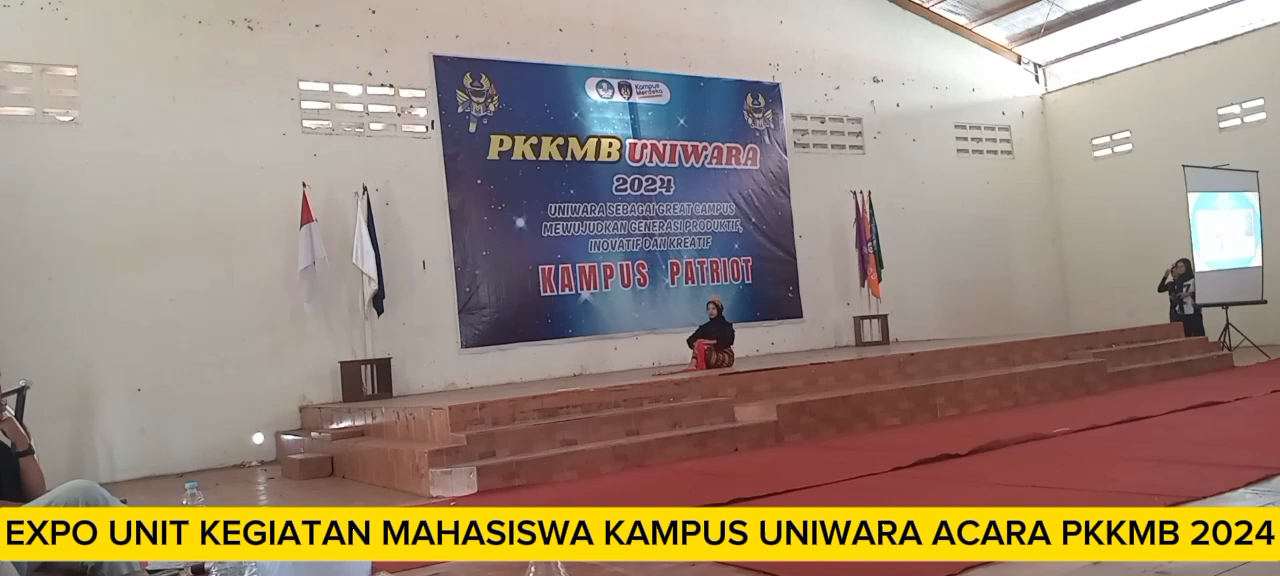 Kampus
Merdeka
PKKMB UNIWARA
2024
UNIWARA SEBAGAI GREAT CAMPUS
MEWUJUDKAN GENERASI PRODUKTIF,
INOVATIF DAN KREATIF
KAMPUS PATRIOT
EXPO UNIT KEGIATAN MAHASISWA KAMPUS UNIWARA ACARA PKKMB 2024